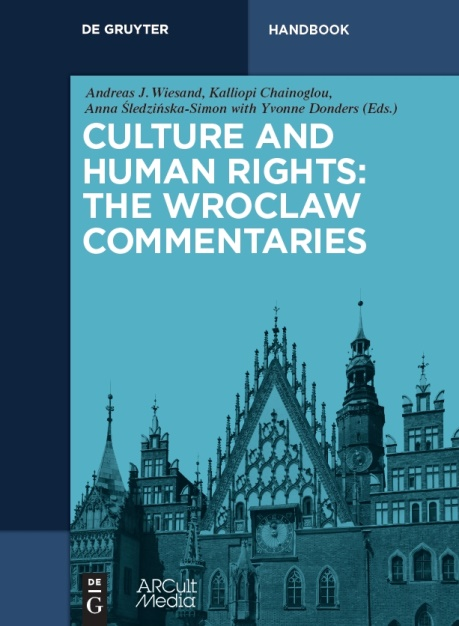 DE GRUYTER
HANDBOOK
Andreas J. Wiesand, Kalliopi Chainoglou,
Anna Śledzińska-Simon with Yvonne Donders (Eds.)
CULTURE AND
HUMAN RIGHTS:
THE WROCLAW
COMMENTARIES
DE
G
ARCult
Media